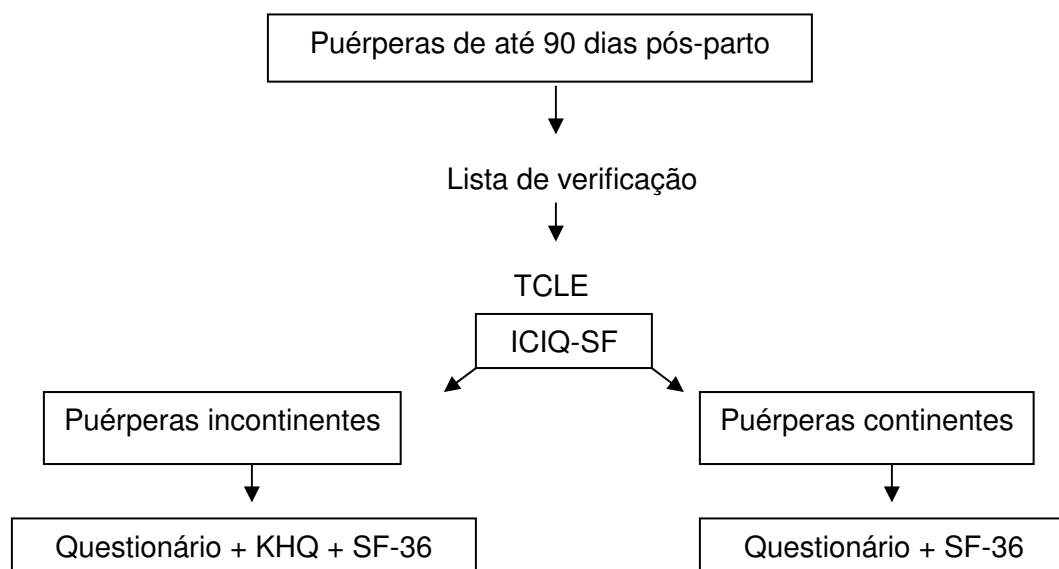 Puérperas de até 90 dias pós-parto
Lista de verificação
TCLE
ICIQ-SF
Puérperas incontinentes
Puérperas continentes
Questionário + KHQ + SF-36
Questionário + SF-36